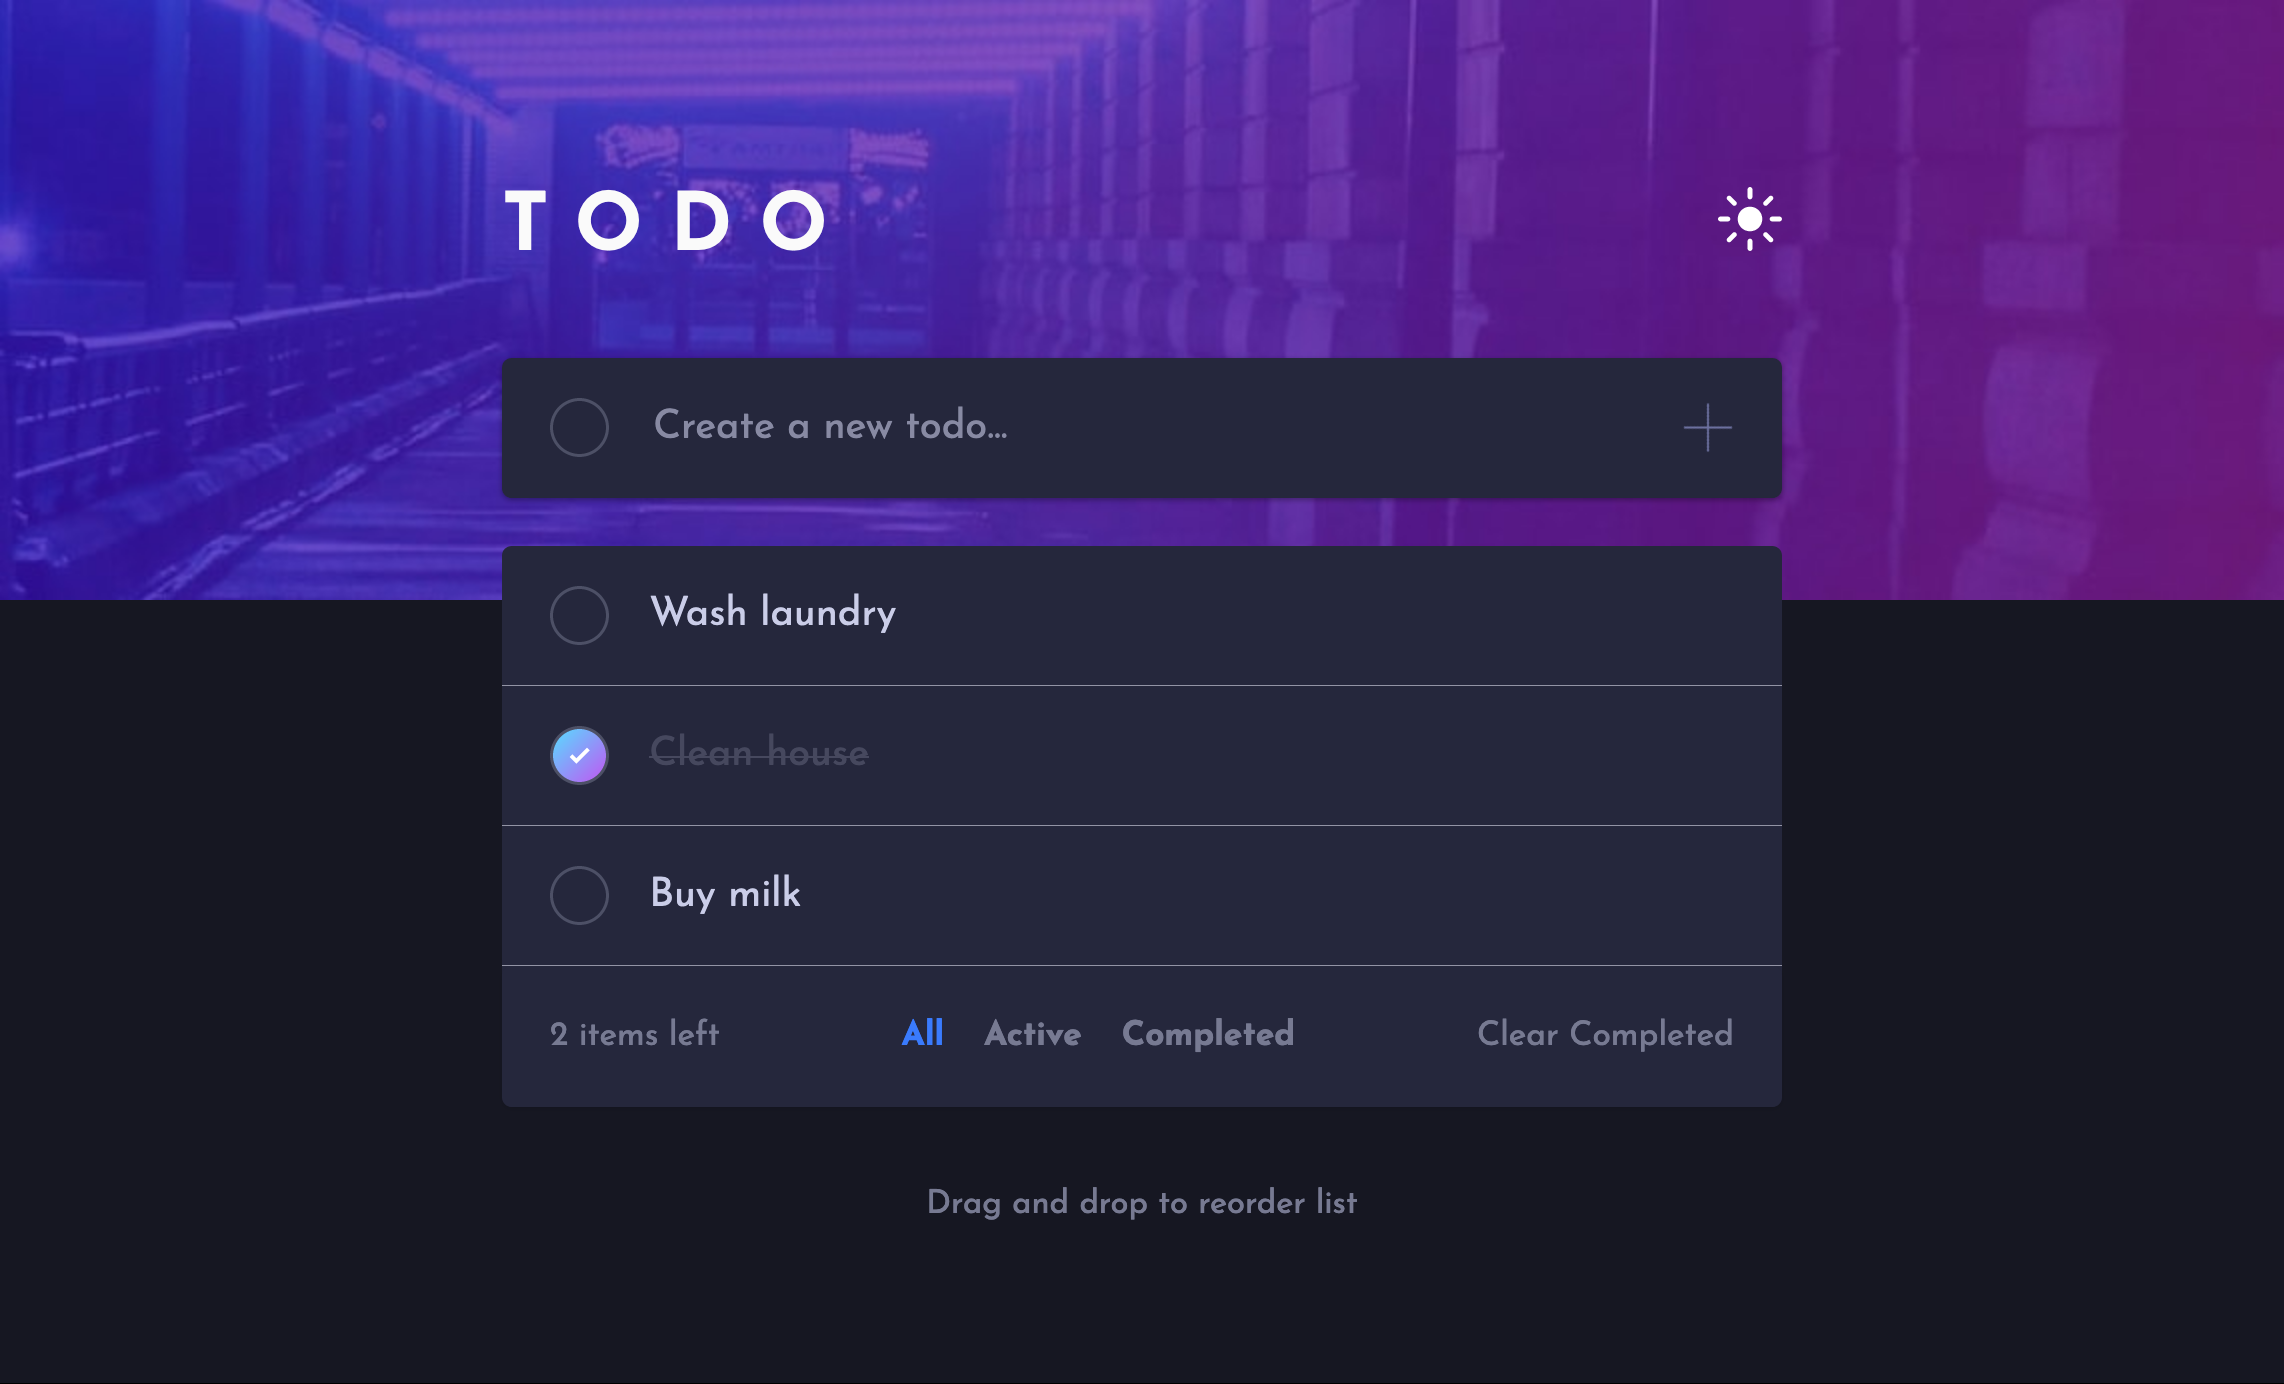 TODO
Create a new todo...
Wash laundry
Clean house
Buy milk
2 items left
All Active Completed
Clear Completed
Drag and drop to reorder list